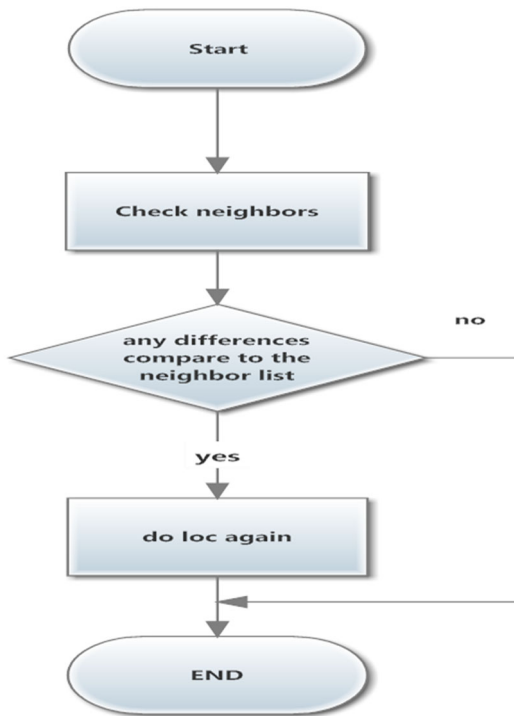 Start
Check neighbors
any differences
compare to the
neighbor list
no
yes
do loc again
END